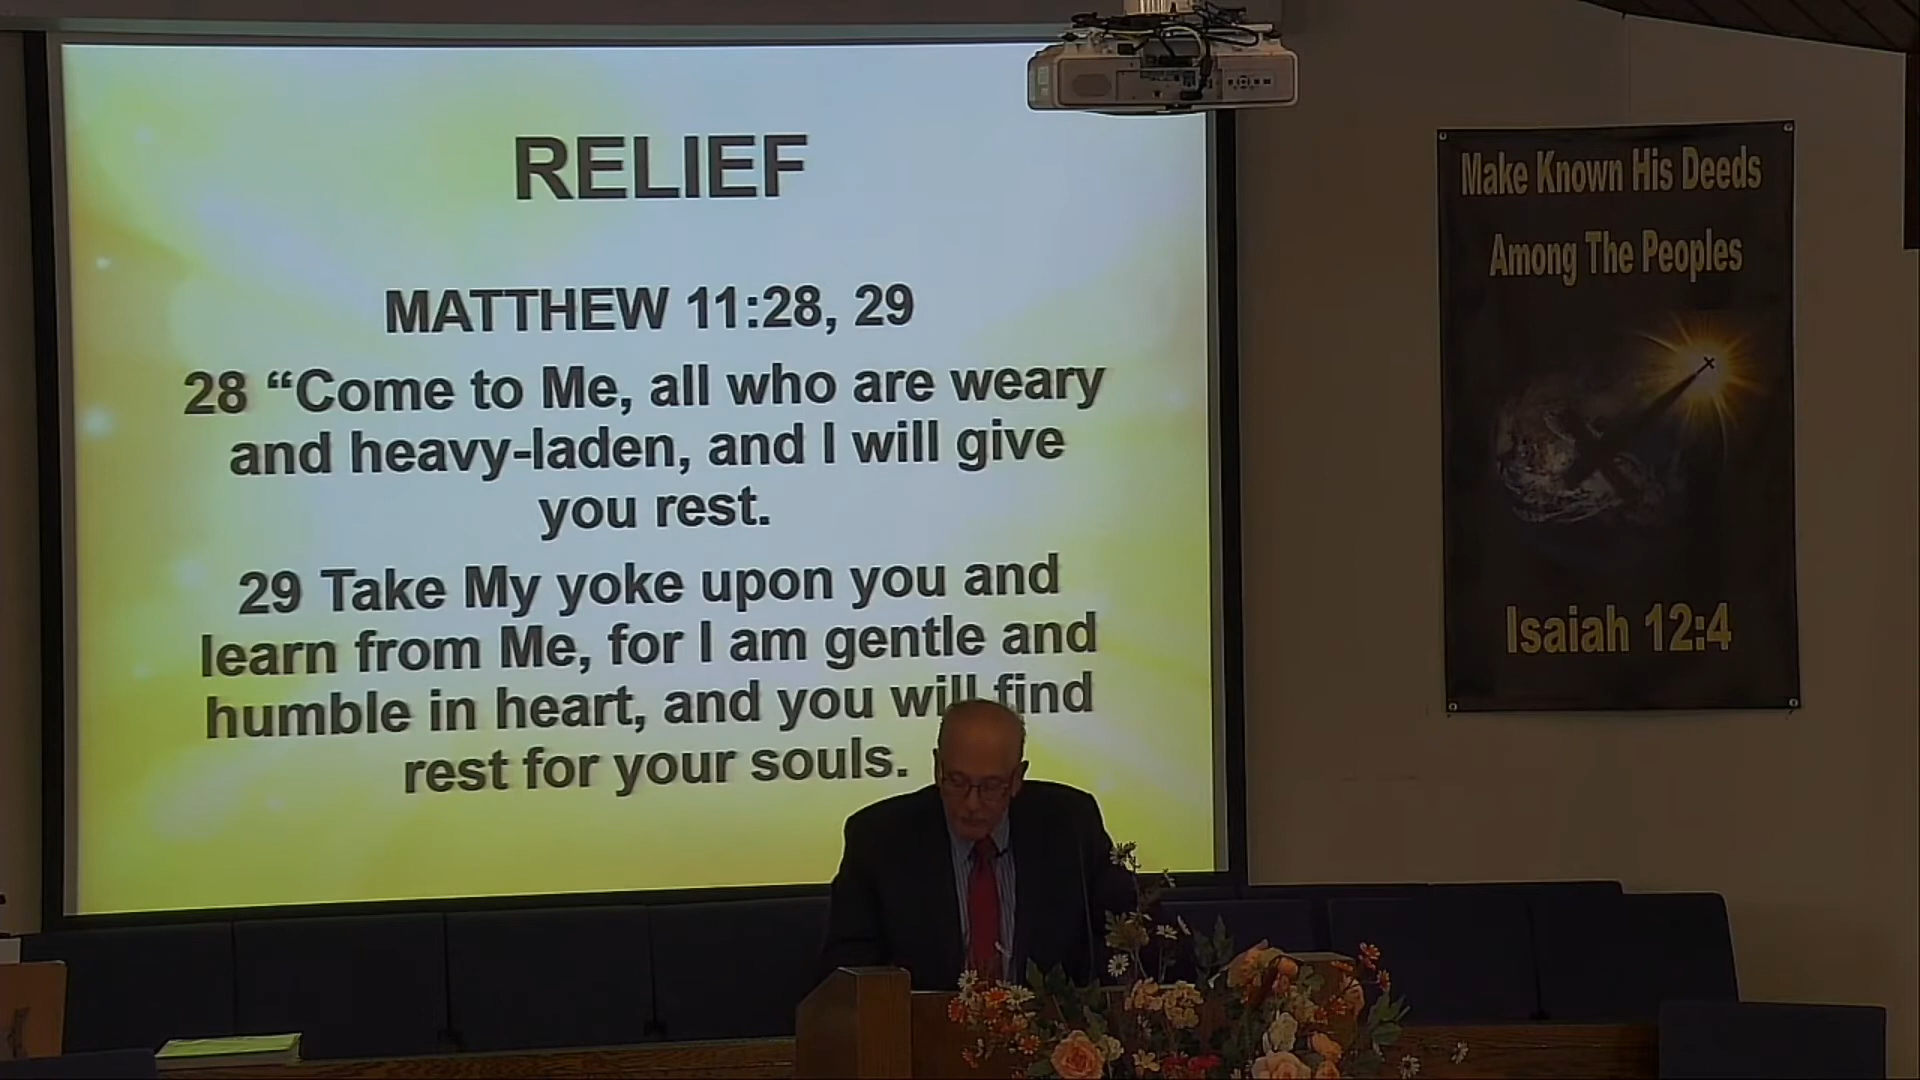 RELIEF
MATTHEW 11:28, 29
28 “Come to Me, all who are weary
and heavy-laden, and I will give
you rest.
29 Take My yoke upon you and
learn from Me, for I am gentle and
humble in heart, and you will find
rest for your souls.
Make Known His Deeds
Among The Peoples
Isaiah 12:4